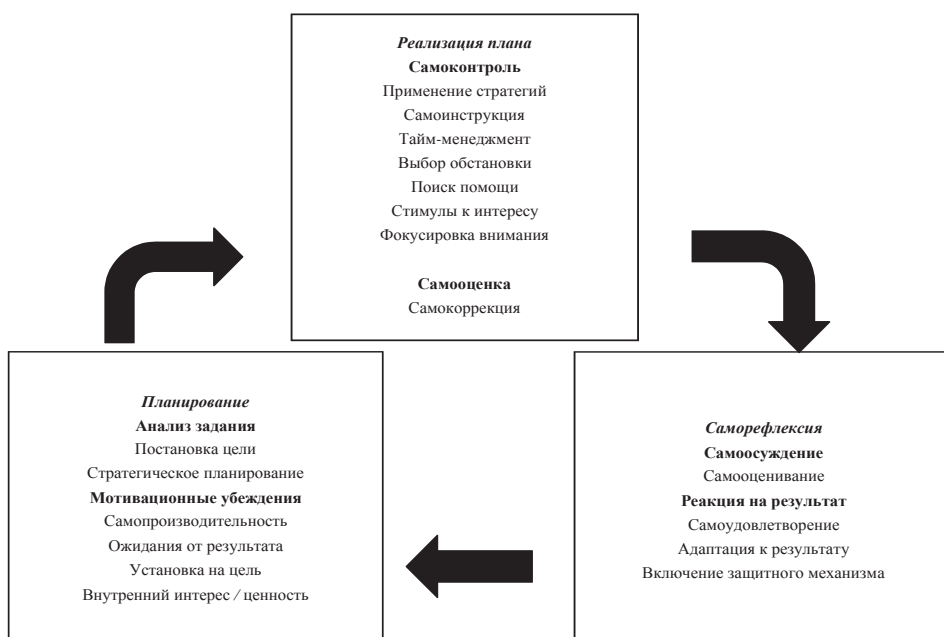 Реализация плана
Самоконтроль
Применение стратегий
Самоинструкция
Тайм-менеджмент
Выбор обстановки
Поиск помощи
Стимулы к интересу
Фокусировка внимания
Самооценка
Самокоррекция
Планирование
Анализ задания
Постановка цели
Стратегическое планирование
Мотивационные убеждения
Самопроизводительность
Ожидания от результата
Установка на цель
Внутренний интерес / ценность
Саморефлексия
Самоосуждение
Самооценивание
Реакция на результат
Самоудовлетворение
Адаптация к результату
Включение защитного механизма